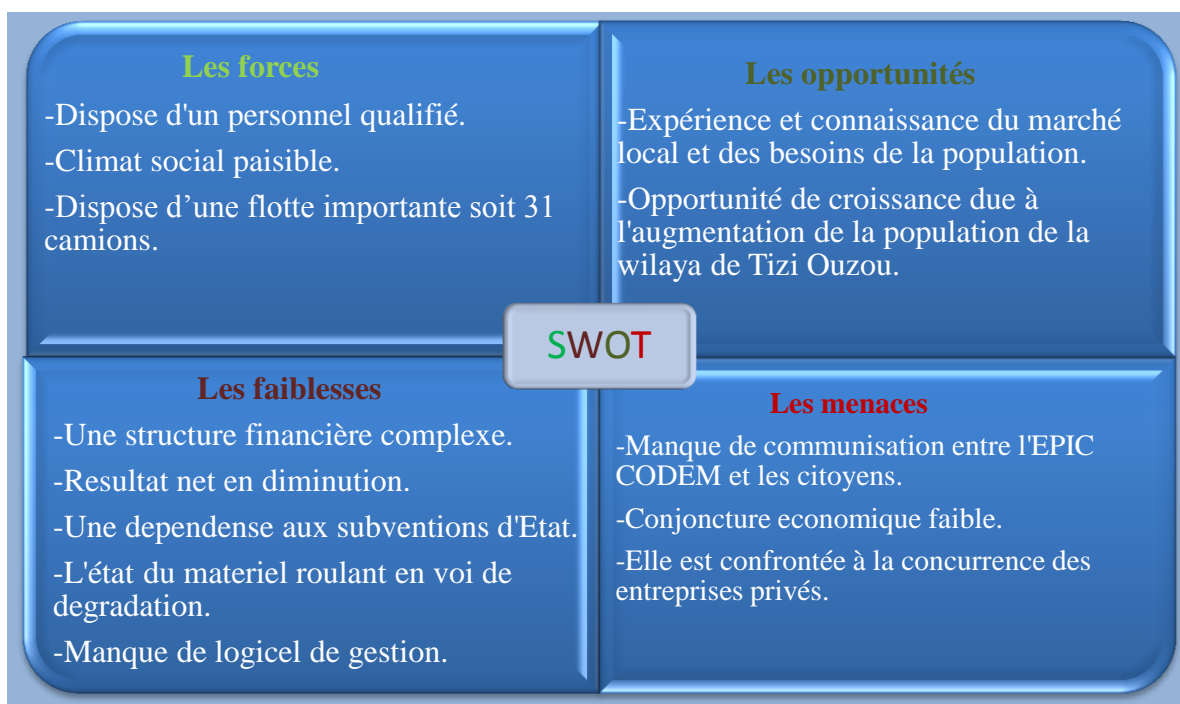 Les forces
-Dispose d'un personnel qualifié.
-Climat social paisible.
-Dispose d’une flotte importante soit 31
camions.
Les opportunités
-Expérience et connaissance du marché
local et des besoins de la population.
-Opportunité de croissance due à
l'augmentation de la population de la
wilaya de Tizi Ouzou.
SWOT
Les faiblesses
-Une structure financière complexe.
-Resultat net en diminution.
-Une dependense aux subventions d'Etat.
-L'état du materiel roulant en voi de
degradation.
-Manque de logicel de gestion.
Les menaces
-Manque de communisation entre l'EPIC
CODEM et les citoyens.
-Conjoncture economique faible.
-Elle est confrontée à la concurrence des
entreprises privés.